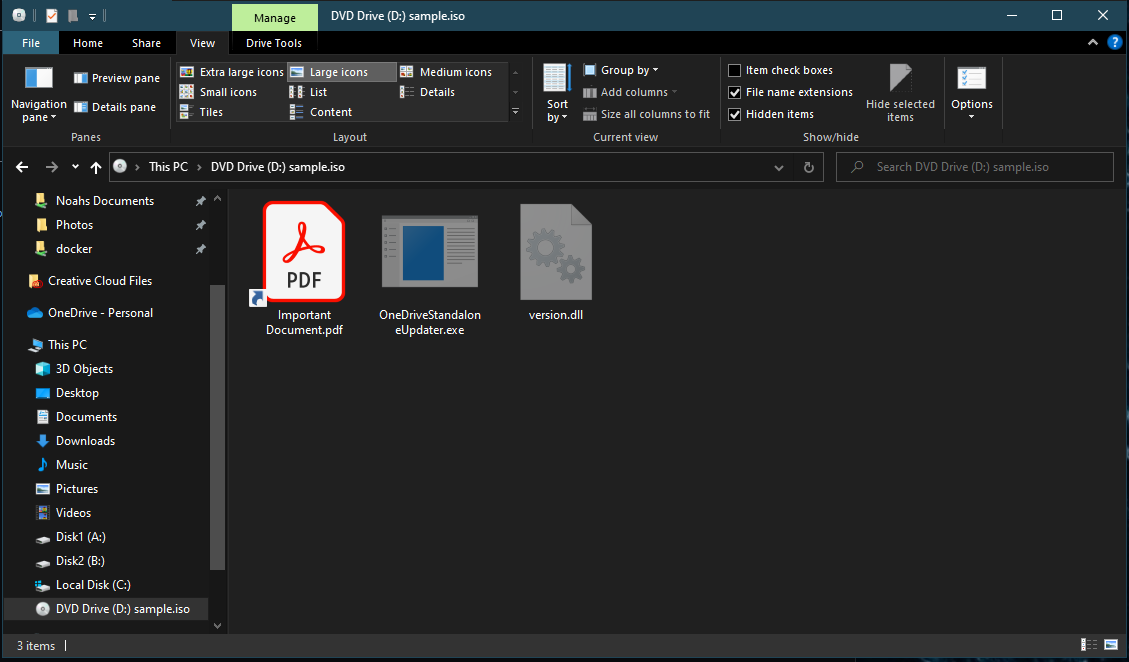 Manage
DVD Drive (D:) sample.iso
File
Home
Share
View
Drive Tools
Navigation
pane
Preview pane
Details pane
Panes
Extra large icons
Large icons
Medium icons
Small icons
List
Details
Tiles
Content
Layout
Sort
by
Group by
Add columns
Size all columns to fit
Current view
Item check boxes
File name extensions
Hidden items
Hide selected
items
Show/hide
Options
This PC
DVD Drive (D:) sample.iso
Search DVD Drive (D:) sample.iso
Noahs Documents
Photos
docker
Creative Cloud Files
OneDrive - Personal
This PC
3D Objects
Desktop
Documents
Downloads
Music
Pictures
Videos
Disk1 (A:)
Disk2 (B:)
Local Disk (C:)
DVD Drive (D:) sample.iso
PDF
Important
Document.pdf
OneDriveStandalon
eUpdater.exe
version.dll
3 items